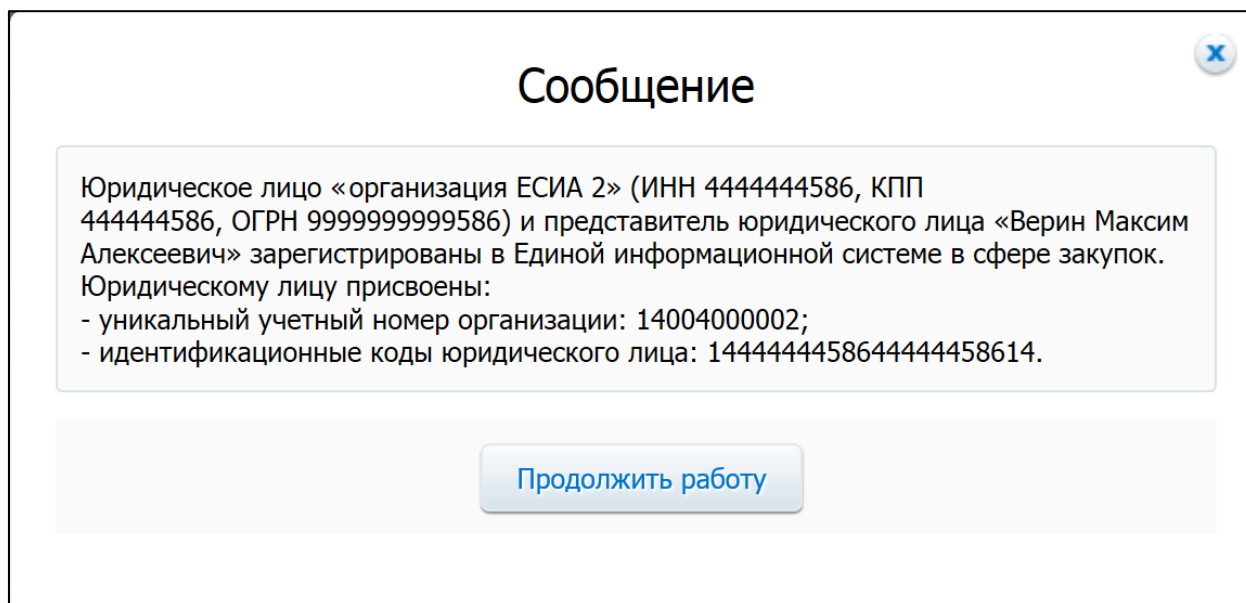 x
Сообщение
Юридическое лицо «организация ЕСИА 2» (ИНН 4444444586, КПП
444444586, ОГРН 9999999999586) и представитель юридического лица «Верин Максим
Алексеевич» зарегистрированы в Единой информационной системе в сфере закупок.
Юридическому лицу присвоены:
- уникальный учетный номер организации: 14004000002;
- идентификационные коды юридического лица: 1444444458644444458614.
Продолжить работу